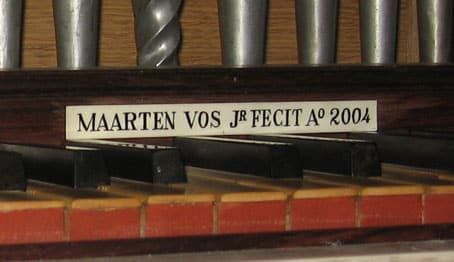 MAARTEN VOS JR FECIT AO 2004